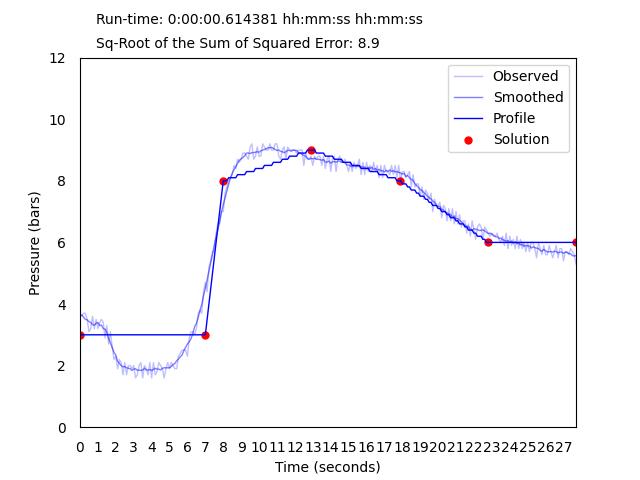 Run-time: 0:00:00.614381 hh:mm:ss hh:mm:ss
Sq-Root of the Sum of Squared Error: 8.9
12
10
8
6
4
2
0
Pressure (bars)
Observed
Smoothed
Profile
Solution
0 1 2 3 4 5 6 7 8 9 10 11 12 13 14 15 16 17 18 19 20 21 22 23 24 25 26 27
Time (seconds)